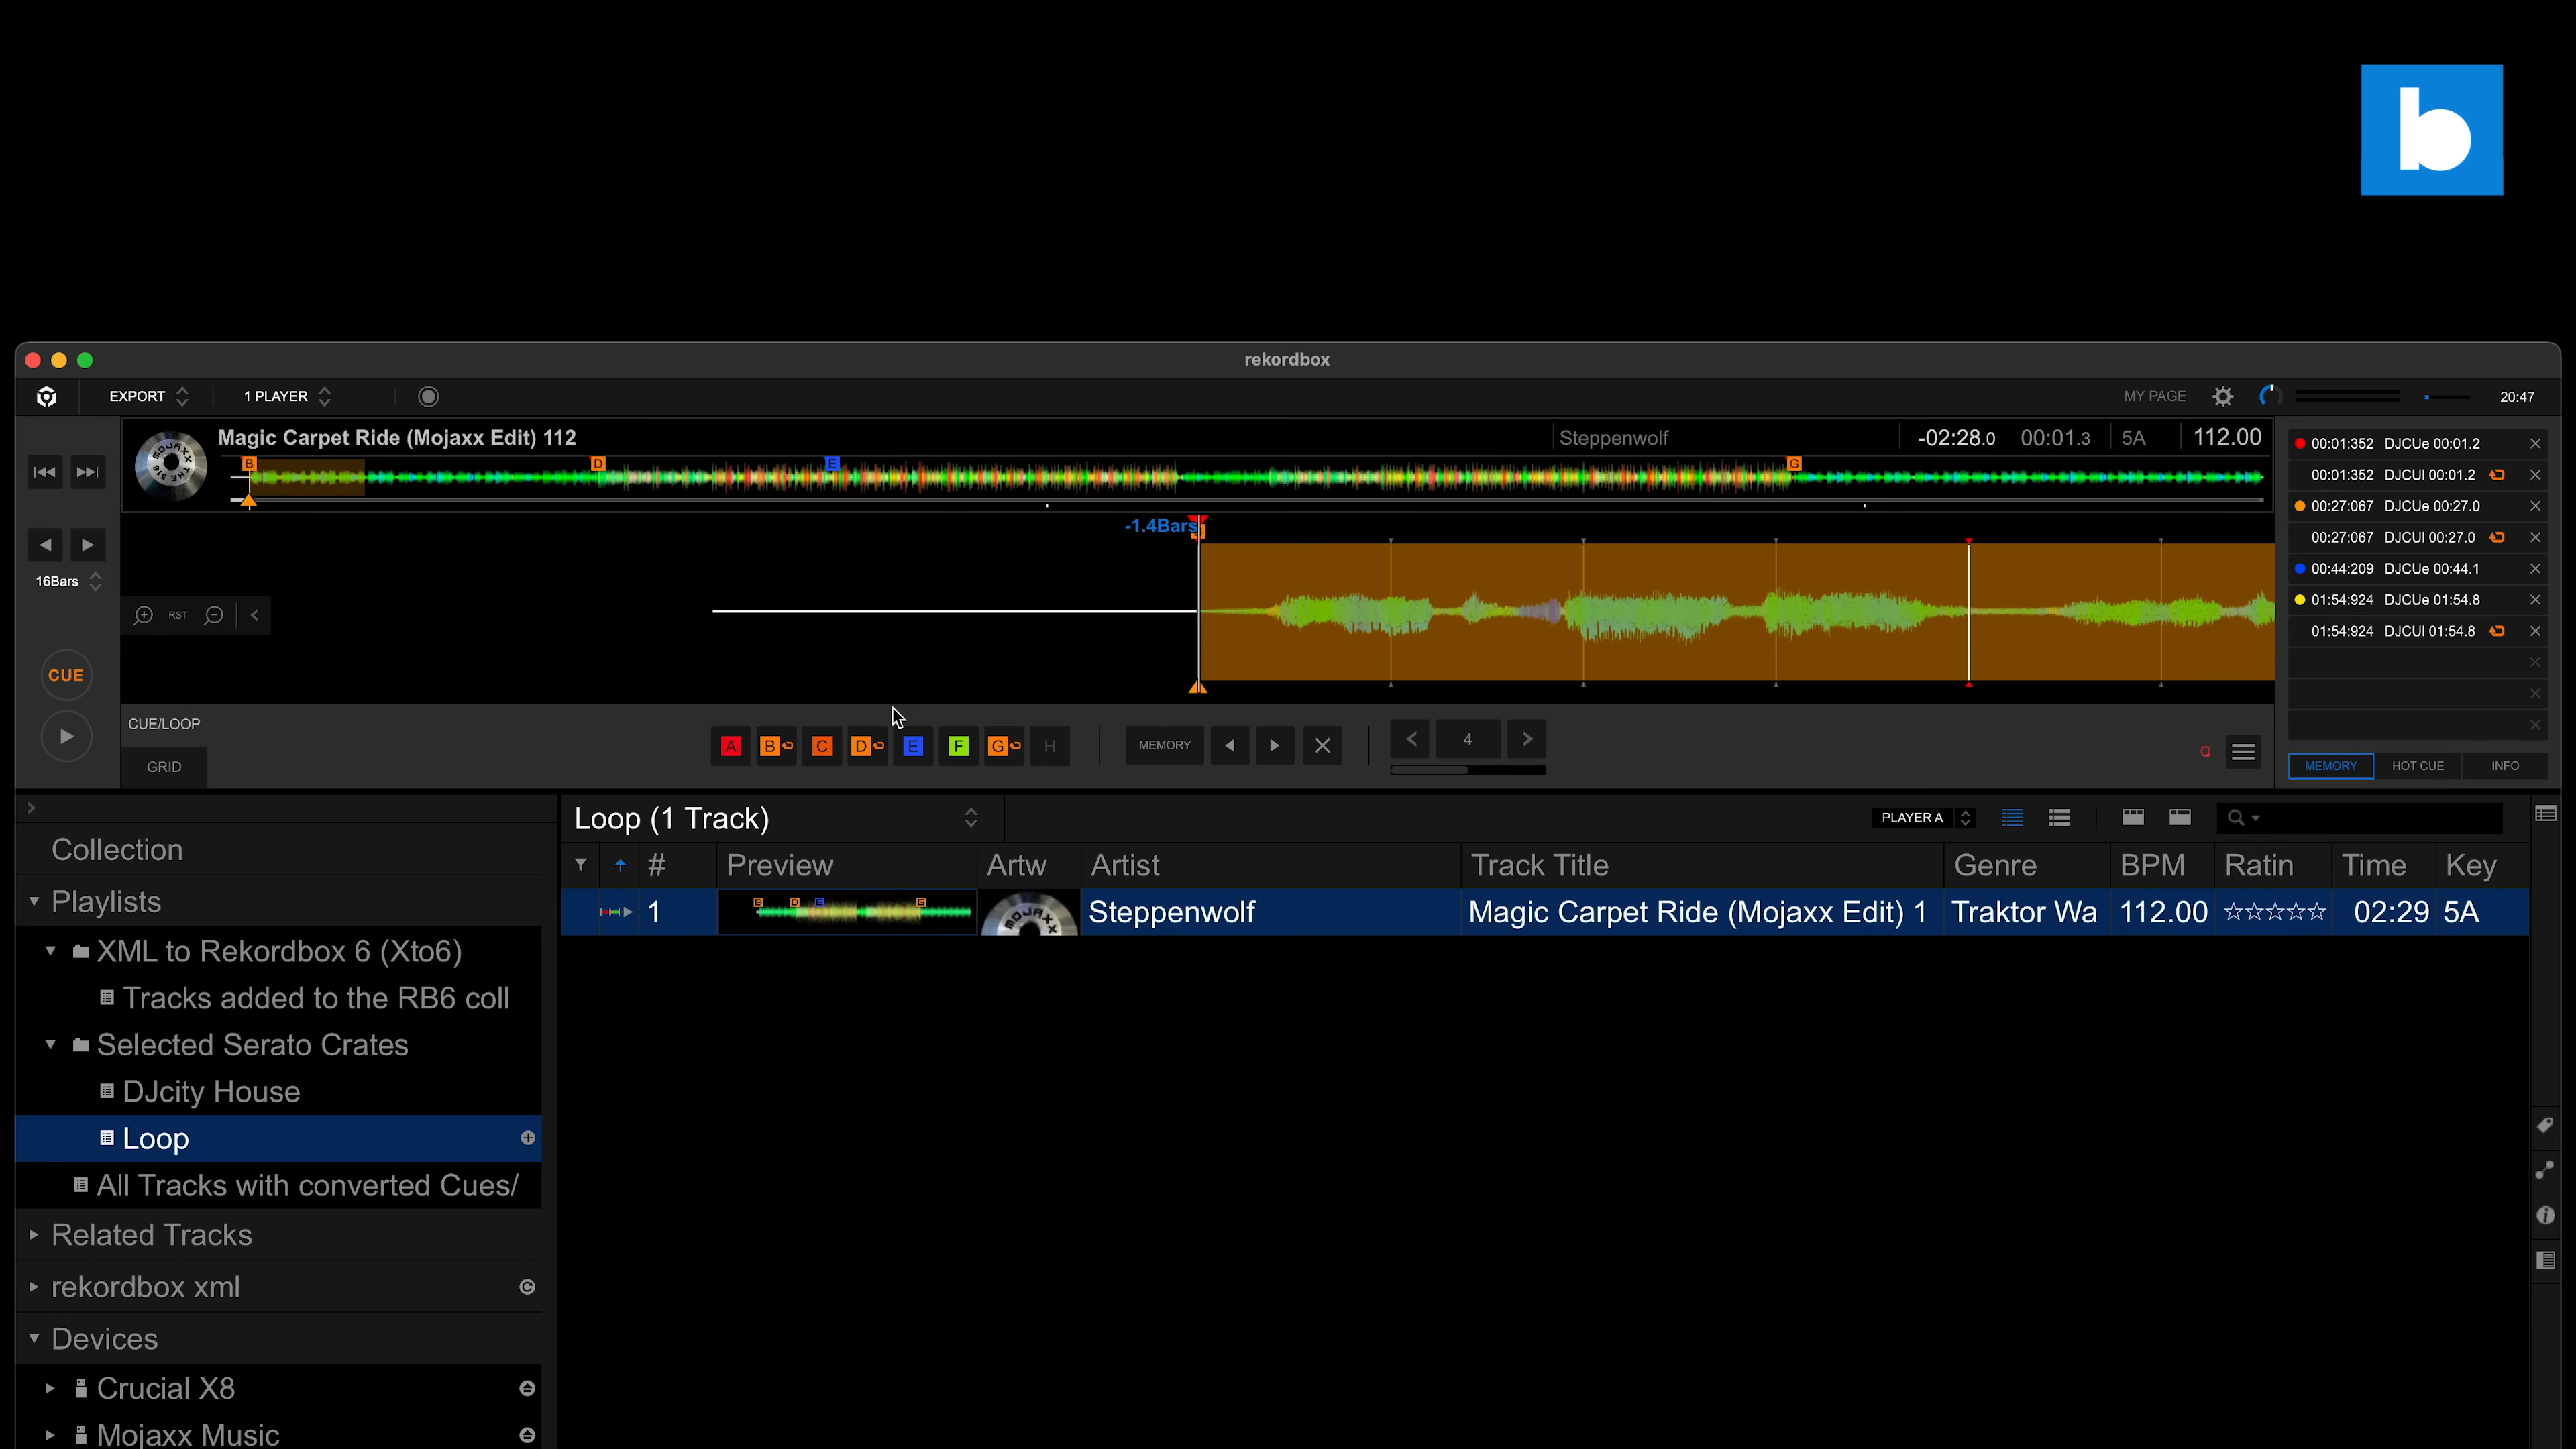 b
rekordbox
EXPORT 1 PLAYER MY PAGE 20:47
Magic Carpet Ride (Mojaxx Edit) 112 Steppenwolf -02:28.0 00:01.3 5A 112.00
B D E G
-1.4Bars
16Bars
RST
CUE
CUE/LOOP
GRID
A B C D E F G H MEMORY 4 Q
00:01:352 DJCUe 00:01.2
00:01:352 DJCUl 00:01.2
00:27:067 DJCUe 00:27.0
00:27:067 DJCUl 00:27.0
00:44:209 DJCUe 00:44.1
01:54:924 DJCUe 01:54.8
01:54:924 DJCUl 01:54.8
MEMORY HOT CUE INFO
Collection
Playlists
XML to Rekordbox 6 (Xto6)
Tracks added to the RB6 coll
Selected Serato Crates
DJcity House
Loop
All Tracks with converted Cues/
Related Tracks
rekordbox xml
Devices
Crucial X8
Mojaxx Music
Loop (1 Track) PLAYER A
# Preview Artw Artist Track Title Genre BPM Ratin Time Key
1 B D E G MOJAXX Steppenwolf Magic Carpet Ride (Mojaxx Edit) 1 Traktor Wa 112.00 02:29 5A